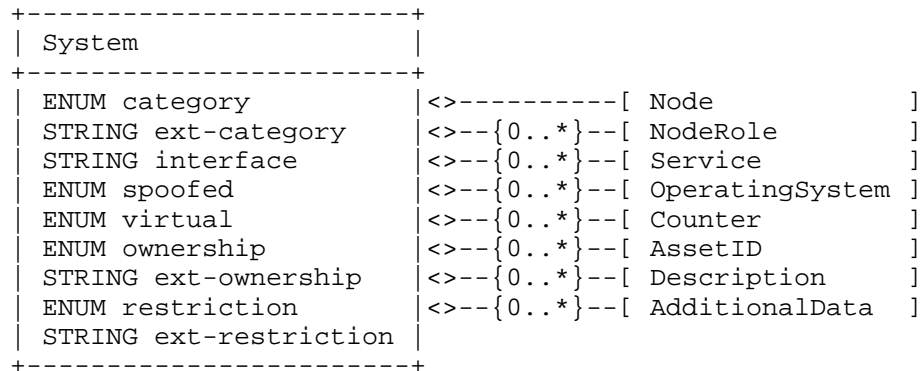 +------------------------+
| System                 |
+------------------------+
| ENUM category          |<>----------[ Node            ]
| STRING ext-category    |<>--{0..*}--[ NodeRole        ]
| STRING interface       |<>--{0..*}--[ Service         ]
| ENUM spoofed           |<>--{0..*}--[ OperatingSystem ]
| ENUM virtual           |<>--{0..*}--[ Counter         ]
| ENUM ownership         |<>--{0..*}--[ AssetID         ]
| STRING ext-ownership   |<>--{0..*}--[ Description     ]
| ENUM restriction       |<>--{0..*}--[ AdditionalData  ]
| STRING ext-restriction |
+------------------------+